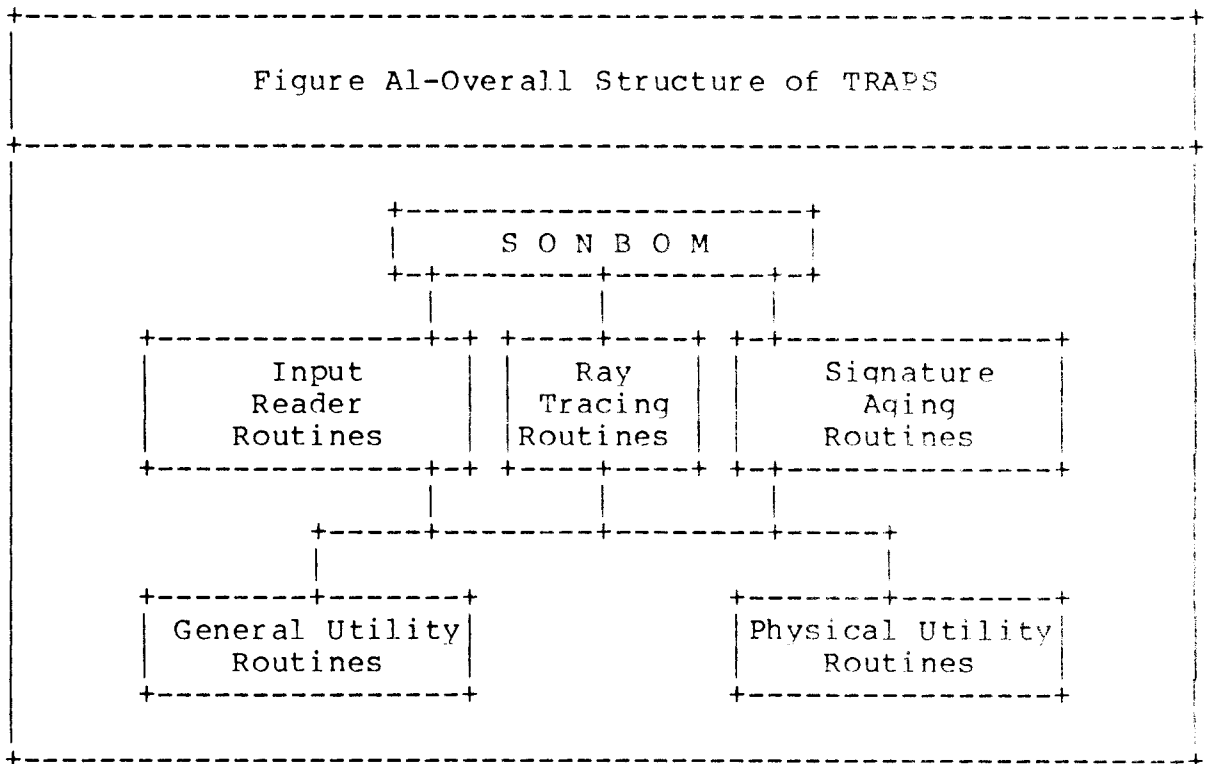 Figure A1-Overall Structure of TRAPS
S O N B O M
Input
Reader
Routines
Ray
Tracing
Routines
Signature
Aging
Routines
General Utility
Routines
Physical Utility
Routines